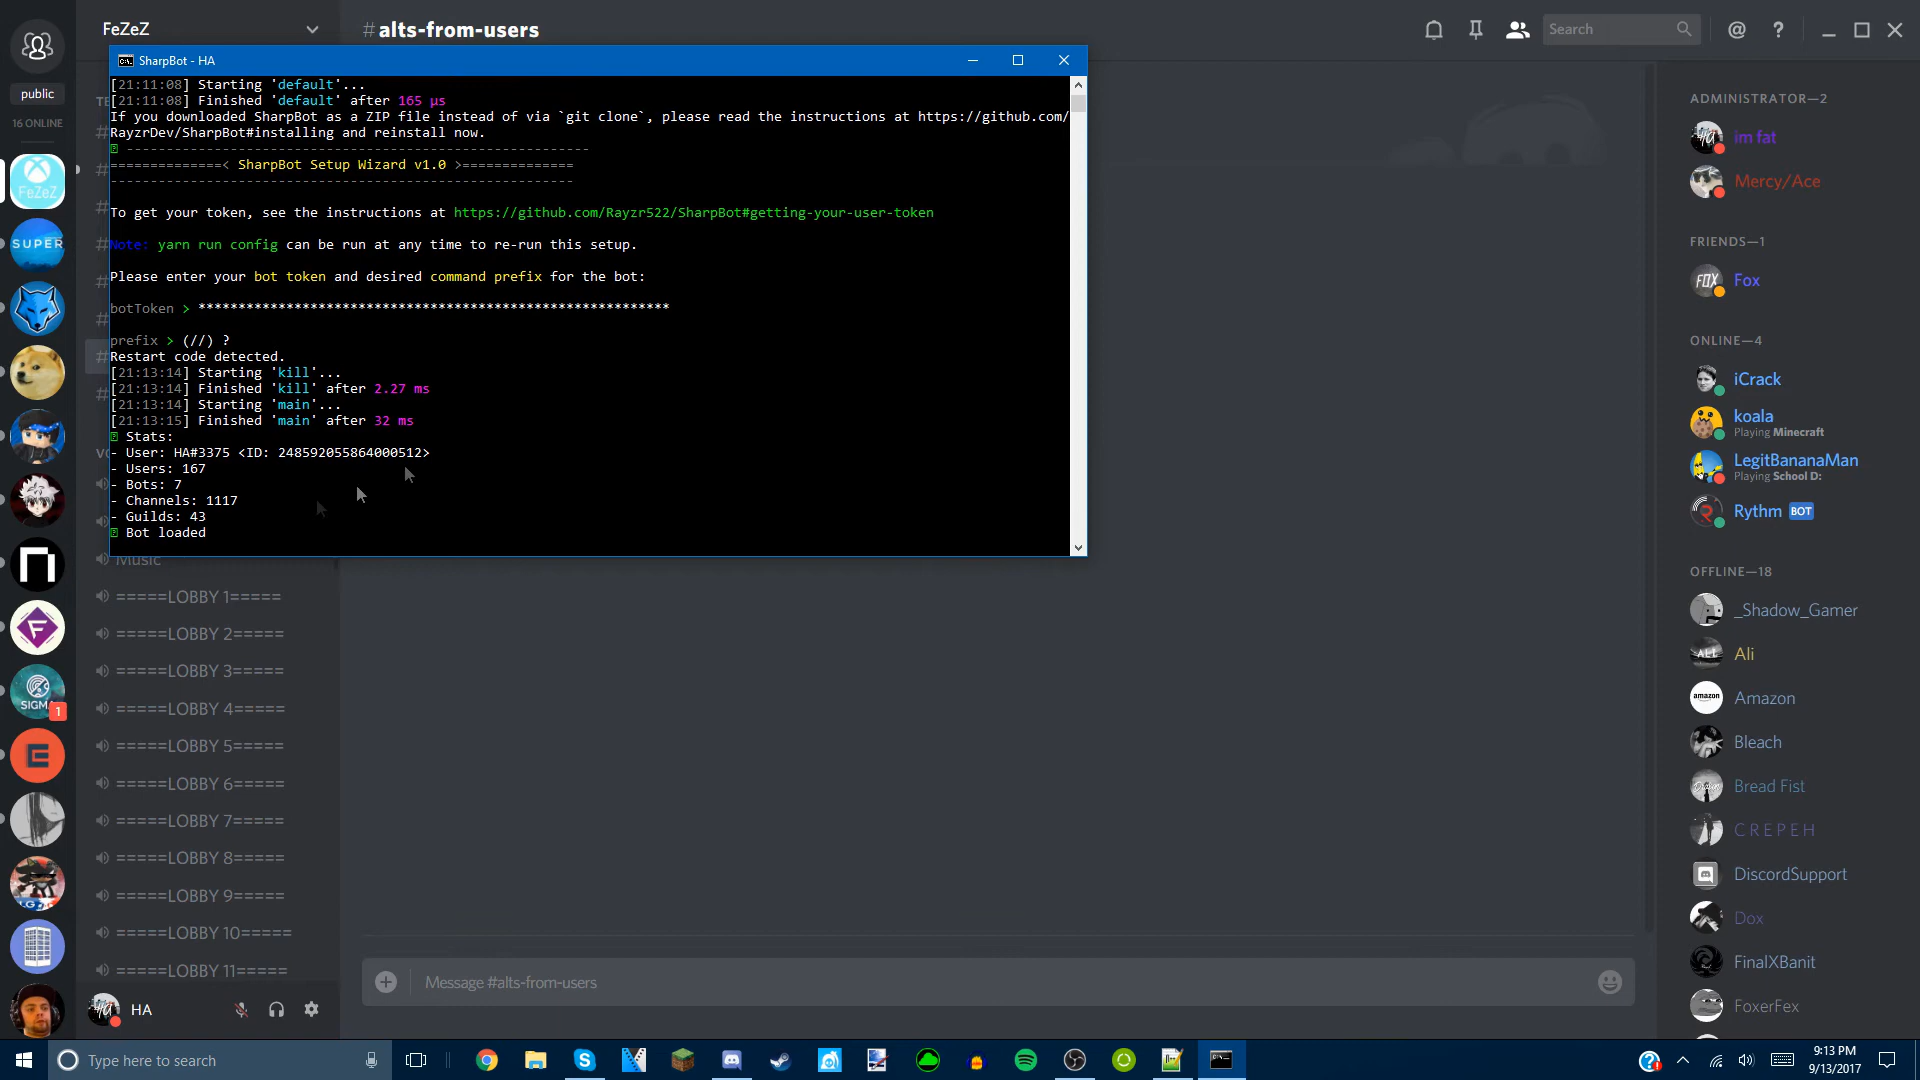 FeZeZ
#alts-from-users
Search
public
16 ONLINE
FeZeZ
SUPER
SIGM
1
SharpBot - HA
[21:11:08] Starting 'default'...
[21:11:08] Finished 'default' after 165 µs
If you downloaded SharpBot as a ZIP file instead of via `git clone`, please read the instructions at https://github.com/
RayzrDev/SharpBot#installing and reinstall now.
----------------------------------------------------------
==============< SharpBot Setup Wizard v1.0 >==============
----------------------------------------------------------
To get your token, see the instructions at https://github.com/Rayzr522/SharpBot#getting-your-user-token
Note: yarn run config can be run at any time to re-run this setup.
Please enter your bot token and desired command prefix for the bot:
botToken > ***********************************************************
prefix > (//) ?
Restart code detected.
[21:13:14] Starting 'kill'...
[21:13:14] Finished 'kill' after 2.27 ms
[21:13:14] Starting 'main'...
[21:13:15] Finished 'main' after 32 ms
Stats:
- User: HA#3375 <ID: 248592055864000512>
- Users: 167
- Bots: 7
- Channels: 1117
- Guilds: 43
Bot loaded
Music
=====LOBBY 1=====
=====LOBBY 2=====
=====LOBBY 3=====
=====LOBBY 4=====
=====LOBBY 5=====
=====LOBBY 6=====
=====LOBBY 7=====
=====LOBBY 8=====
=====LOBBY 9=====
=====LOBBY 10=====
=====LOBBY 11=====
HA
Message #alts-from-users
ADMINISTRATOR—2
im fat
Mercy/Ace
FRIENDS—1
FOX
Fox
ONLINE—4
iCrack
koala
Playing Minecraft
LegitBananaMan
Playing School D:
Rythm BOT
OFFLINE—18
_Shadow_Gamer
ALI
Ali
amazon
Amazon
Bleach
Bread Fist
C R E P E H
DiscordSupport
Dox
FinalXBanit
FoxerFex
Type here to search
9:13 PM
9/13/2017